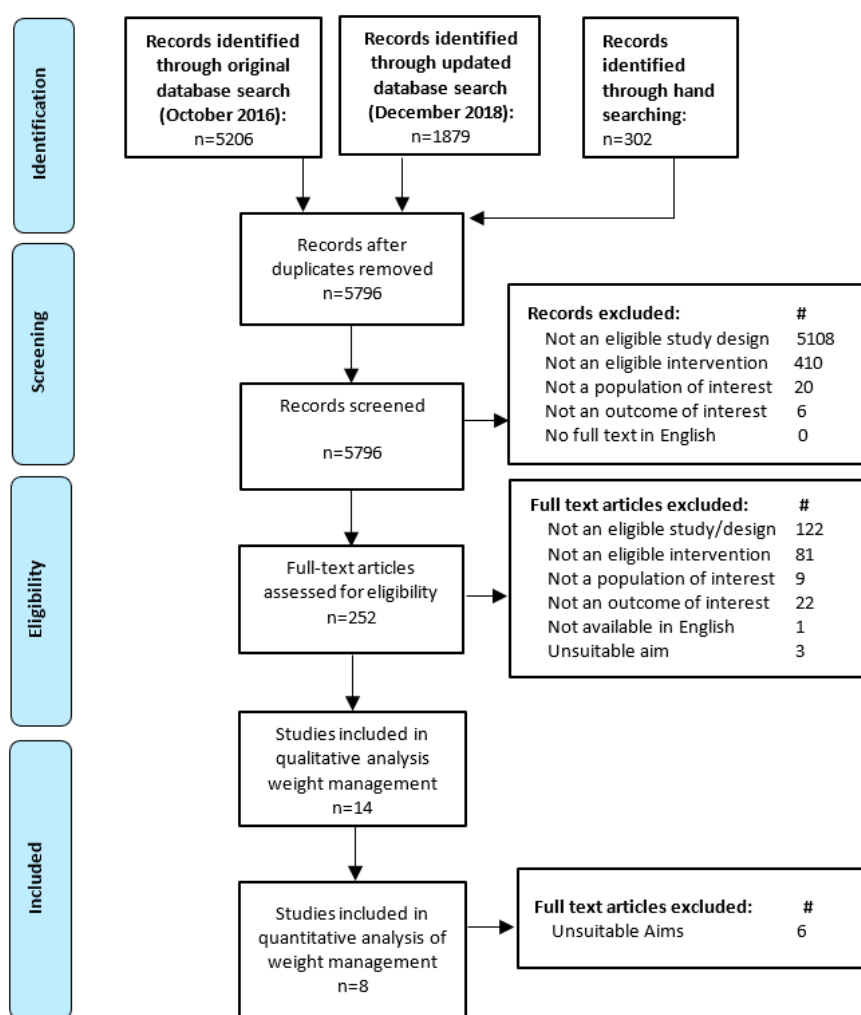 Identification
Records identified
through original
database search
(October 2016):
n=5206
Records identified
through updated
database search
(December 2018):
n=1879
Records
identified
through hand
searching:
n=302
Records after
duplicates removed
n=5796
Screening
Records screened
n=5796
Records excluded: #
Not an eligible study design 5108
Not an eligible intervention 410
Not a population of interest 20
Not an outcome of interest 6
No full text in English 0
Eligibility
Full-text articles
assessed for eligibility
n=252
Full text articles excluded: #
Not an eligible study/design 122
Not an eligible intervention 81
Not a population of interest 9
Not an outcome of interest 22
Not available in English 1
Unsuitable aim 3
Studies included in
qualitative analysis
weight management
n=14
Included
Studies included in
quantitative analysis of
weight management
n=8
Full text articles excluded: #
Unsuitable Aims 6